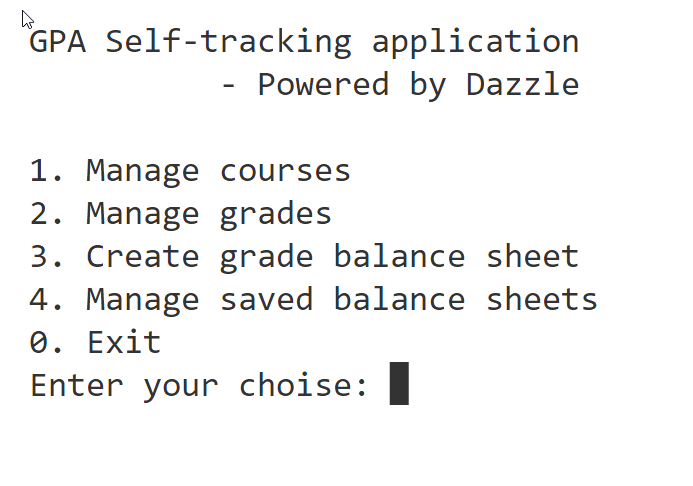 GPA Self-tracking application
- Powered by Dazzle
1. Manage courses
2. Manage grades
3. Create grade balance sheet
4. Manage saved balance sheets
0. Exit
Enter your choise: